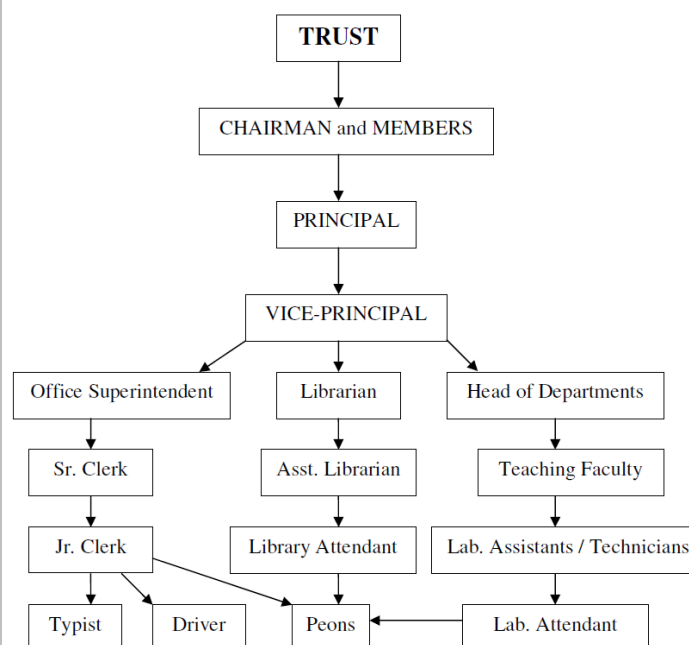 TRUST
CHAIRMAN and MEMBERS
PRINCIPAL
VICE-PRINCIPAL
Office Superintendent
Librarian
Head of Departments
Sr. Clerk
Asst. Librarian
Teaching Faculty
Jr. Clerk
Library Attendant
Lab. Assistants / Technicians
Typist
Driver
Peons
Lab. Attendant